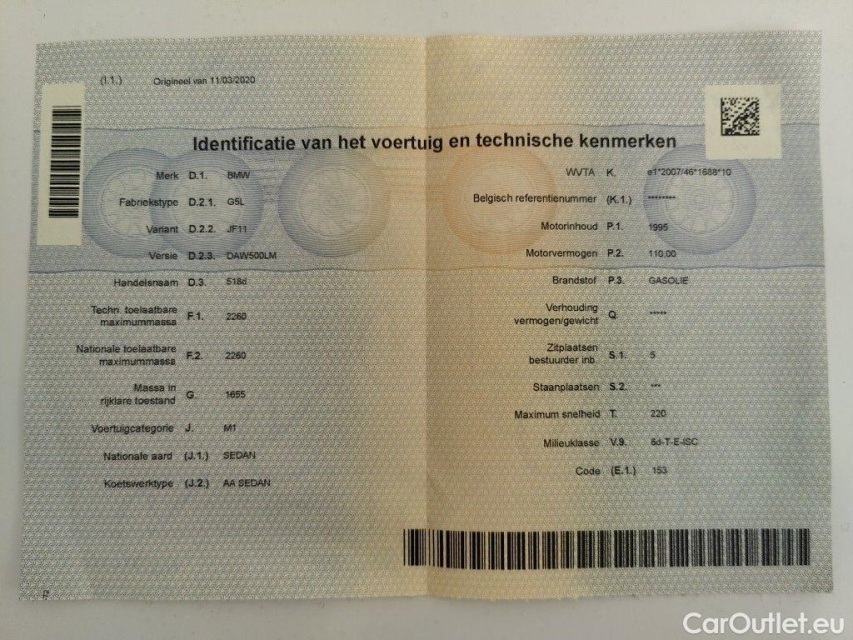 (I.1.) Origineel van 11/03/2020
Identificatie van het voertuig en technische kenmerken
Merk D.1. BMW
Fabriekstype D.2.1. G5L
Variant D.2.2. JF11
Versie D.2.3. DAW500LM
Handelsnaam D.3. 518d
Techn. toelaatbare
maximummassa F.1. 2260
Nationale toelaatbare
maximummassa F.2. 2260
Massa in
rijklare toestand G. 1655
Voertuigcategorie J. M1
Nationale aard (J.1.) SEDAN
Koetswerktype (J.2.) AA SEDAN
WVTA K. e1*2007/46*1688*10
Belgisch referentienummer (K.1.) ********
Motorinhoud P.1. 1995
Motorvermogen P.2. 110.00
Brandstof P.3. GASOLIE
Verhouding
vermogen/gewicht Q. *****
Zitplaatsen
bestuurder inb. S.1. 5
Staanplaatsen S.2. ***
Maximum snelheid T. 220
Milieuklasse V.9. 6d-T-E-ISC
Code (E.1.) 153
CarOutlet.eu